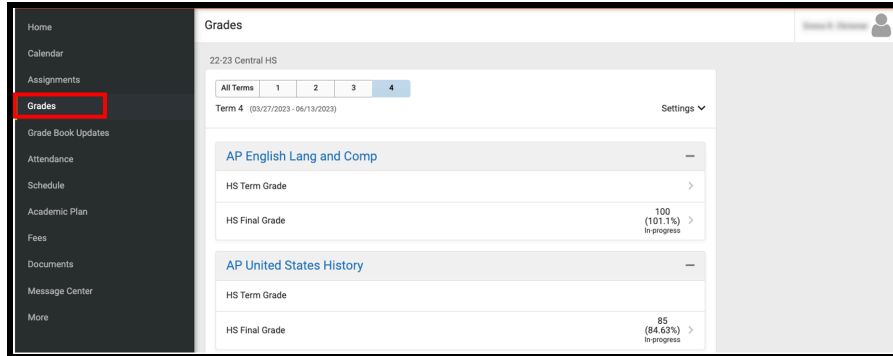 Home
Calendar
Assignments
Grades
Grade Book Updates
Attendance
Schedule
Academic Plan
Fees
Documents
Message Center
More
Grades
22-23 Central HS
All Terms 1 2 3 4
Term 4 (03/27/2023 - 06/13/2023)
Settings
AP English Lang and Comp
HS Term Grade
HS Final Grade
100
(101.1%)
In-progress
AP United States History
HS Term Grade
HS Final Grade
85
(84.63%)
In-progress